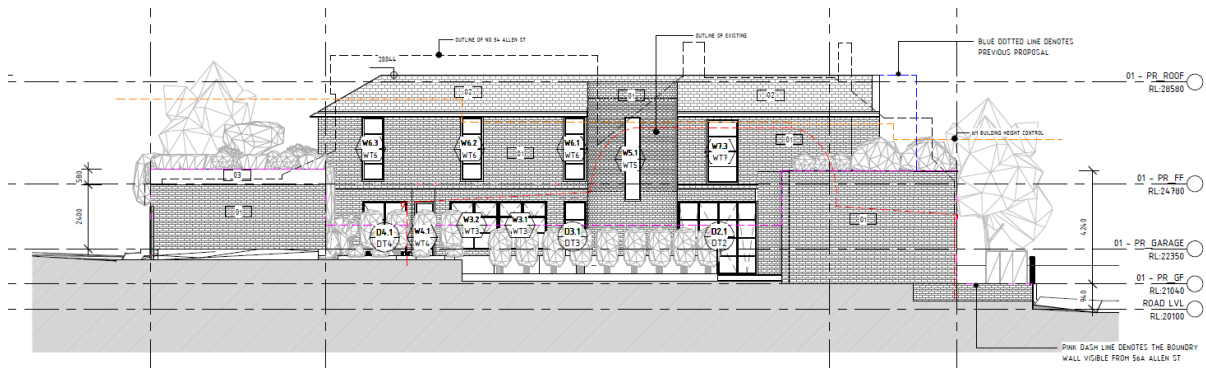 OUTLINE OF NO 54 ALLEN ST
OUTLINE OF EXISTING
BLUE DOTTED LINE DENOTES
PREVIOUS PROPOSAL
20044
01 - PR_ROOF
RL:28580
02
01
02
6M BUILDING HEIGHT CONTROL
W6.3
WT6
W6.2
WT6
W6.1
WT6
01
W5.1
WT5
W7.3
WT7
01
580
03
01 - PR_FF
RL:24780
2400
01
D4.1
DT4
W4.1
WT4
W3.2
WT3
W3.1
WT3
D3.1
DT3
D2.1
DT2
01
4240
01 - PR_GARAGE
RL:22350
01 - PR_GF
RL:21040
940
ROAD LVL
RL:20100
PINK DASH LINE DENOTES THE BOUNDRY
WALL VISIBLE FROM 56A ALLEN ST